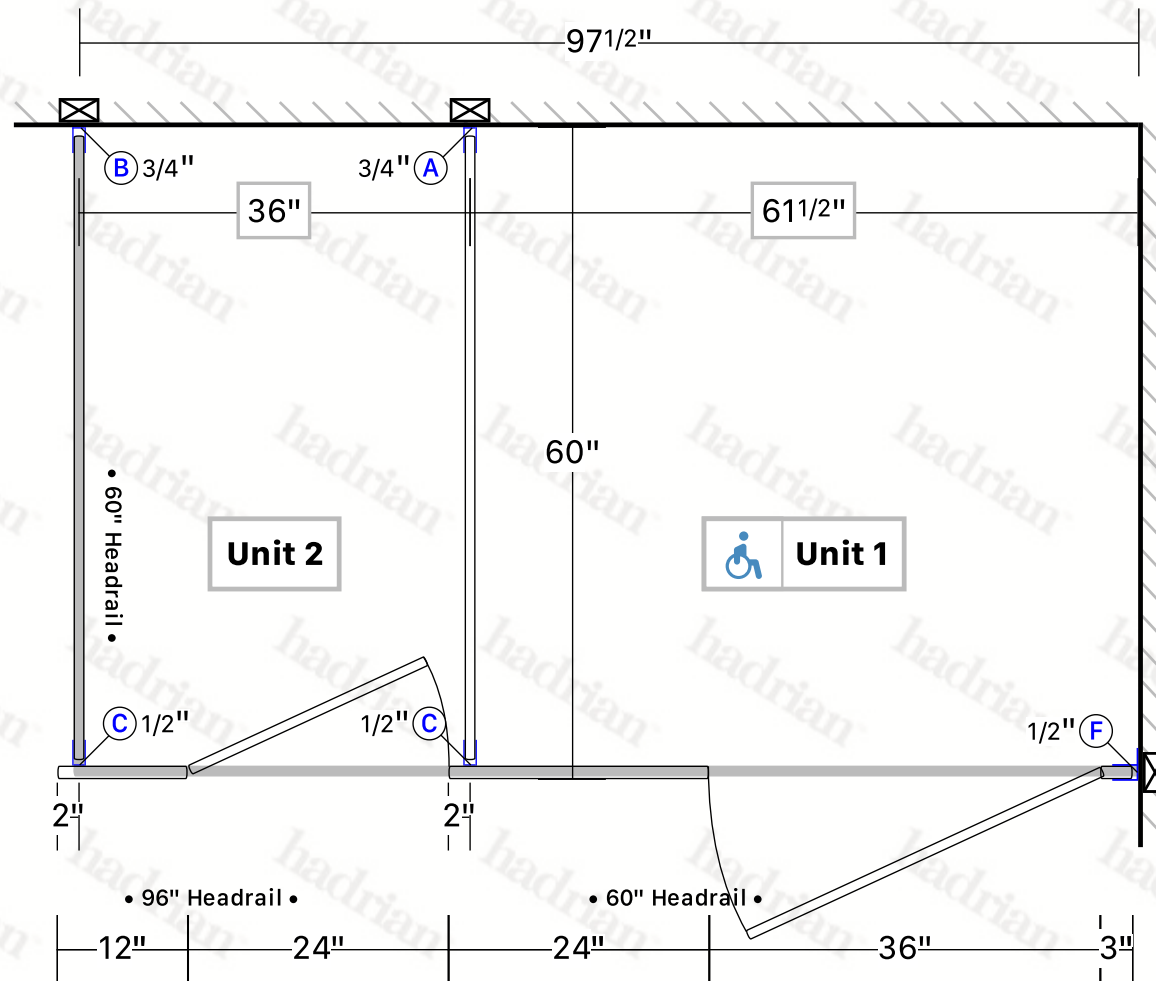 97 1/2"
B 3/4"
3/4" A
36"
61 1/2"
60"
• 60" Headrail •
Unit 2
Unit 1
C 1/2"
1/2" C
1/2" F
2"
2"
• 96" Headrail •
• 60" Headrail •
12"
24"
24"
36"
3"
hadrian